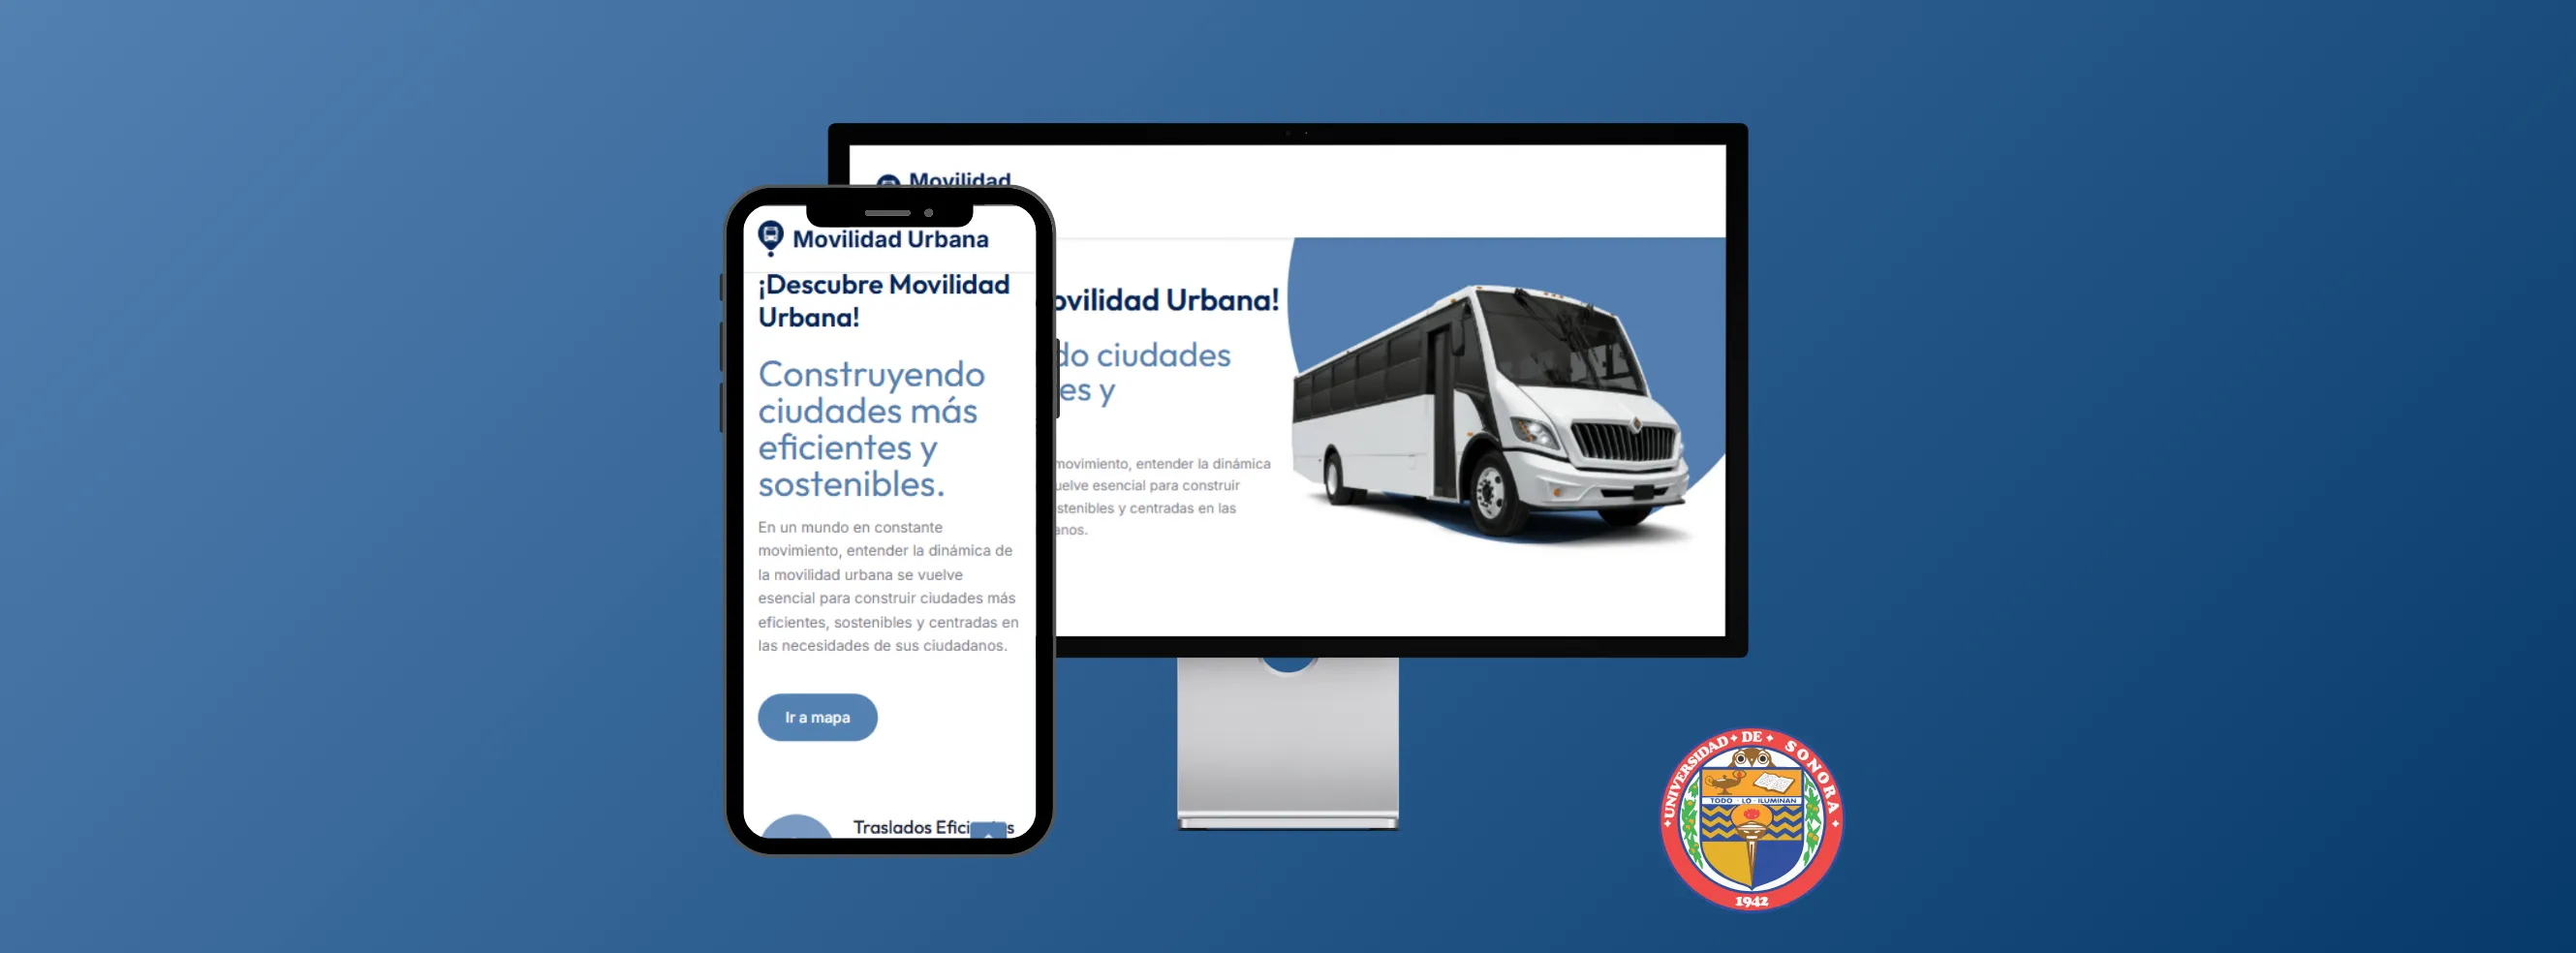 Movilidad Urbana
¡Descubre Movilidad
Urbana!
Construyendo
ciudades más
eficientes y
sostenibles.
En un mundo en constante
movimiento, entender la dinámica de
la movilidad urbana se vuelve
esencial para construir ciudades más
eficientes, sostenibles y centradas en
las necesidades de sus ciudadanos.
Ir a mapa
Traslados
Movilidad
ovilidad Urbana!
do ciudades
es y
movimiento, entender la dinámica
uelve esencial para construir
stenibles y centradas en las
anos.
UNIVERSIDAD DE SONORA
TODO LO ILUMINAN
1942